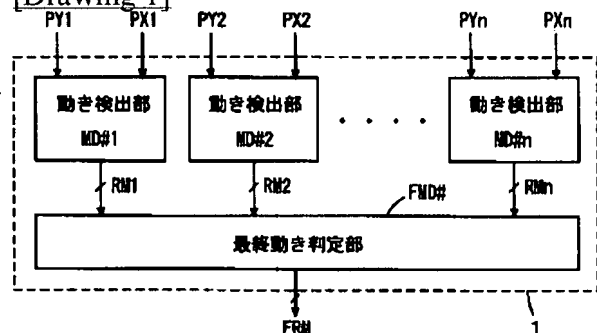 [Drawing 1]
PY1 PX1 PY2 PX2 PYn PXn
動き検出部 動き検出部 動き検出部
MD#1 MD#2 · · · · MD#n
RM1 RM2 RMn
FMD#
最終動き判定部
FRM 1